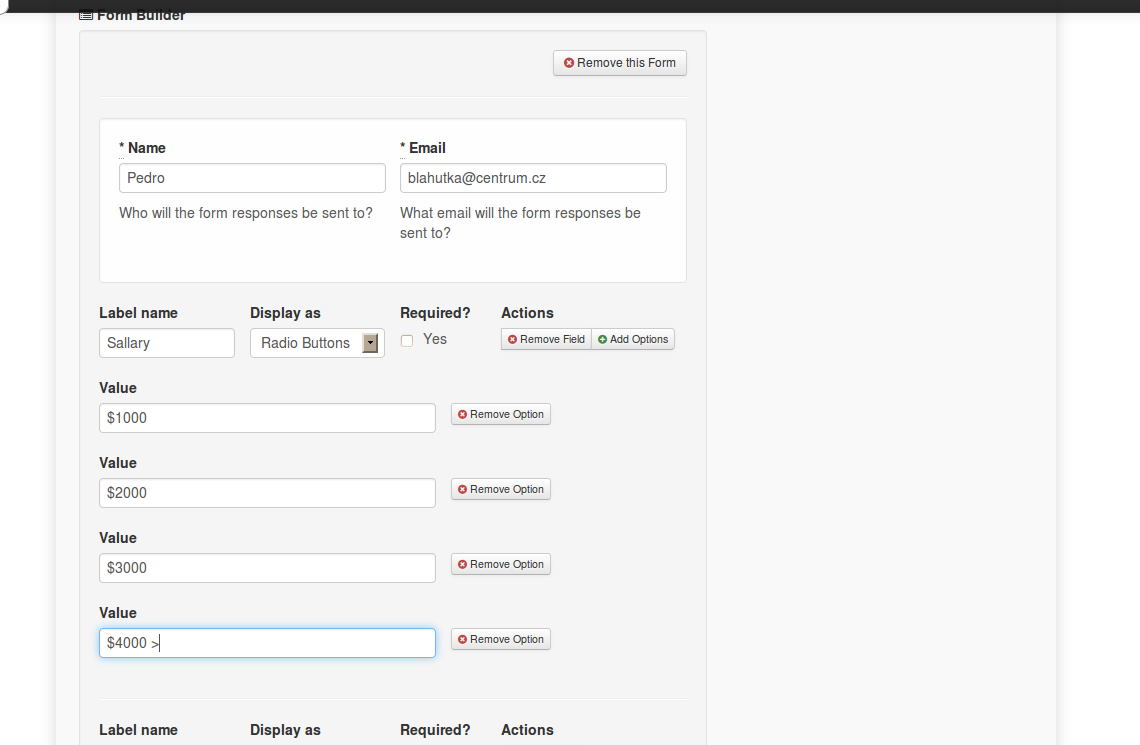 Form Builder
Remove this Form
* Name
* Email
Pedro
blahutka@centrum.cz
Who will the form responses be sent to?
What email will the form responses be
sent to?
Label name
Display as
Required?
Actions
Sallary
Radio Buttons
Yes
Remove Field
Add Options
Value
$1000
Remove Option
Value
$2000
Remove Option
Value
$3000
Remove Option
Value
$4000 >
Remove Option
Label name
Display as
Required?
Actions